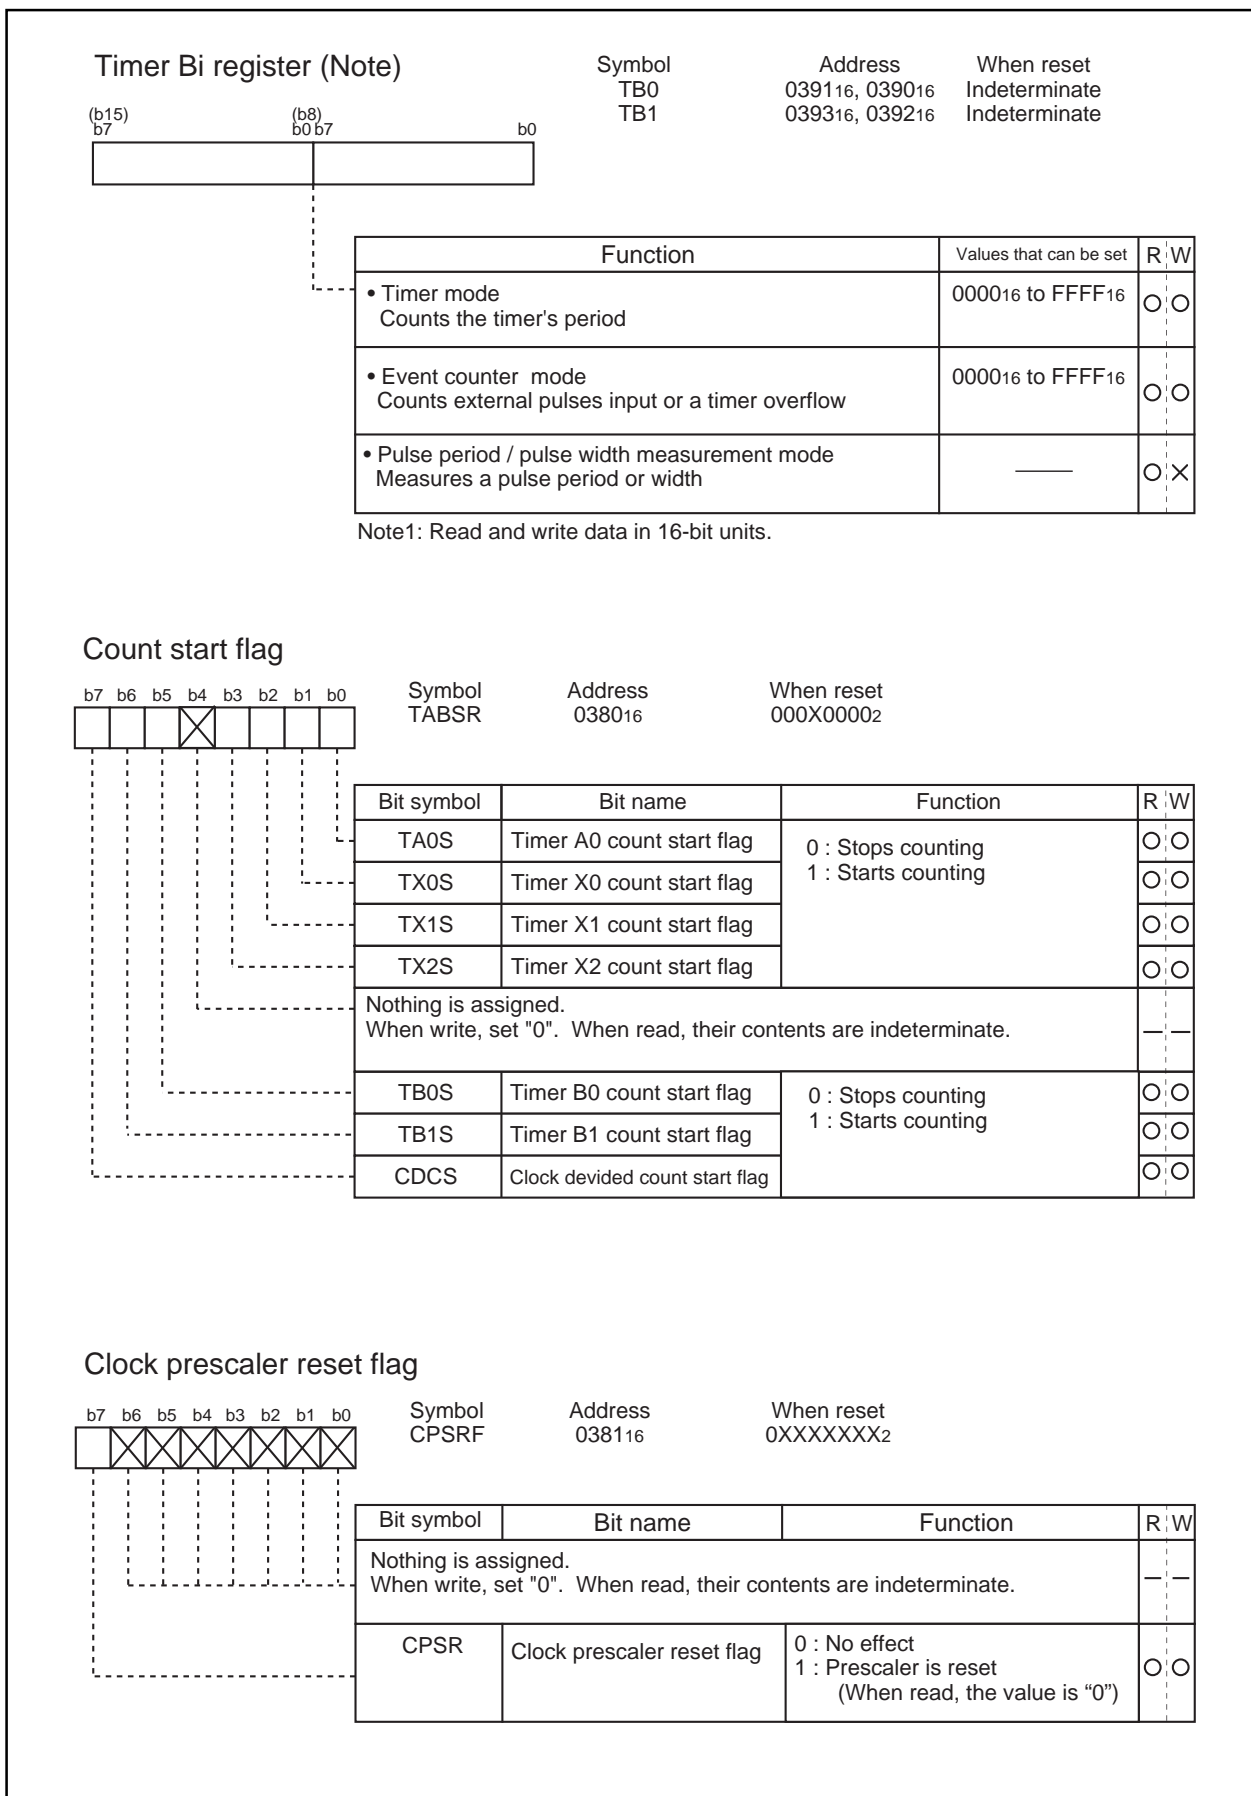 Timer Bi register (Note)
Symbol Address When reset
TB0 039116, 039016 Indeterminate
TB1 039316, 039216 Indeterminate
(b15) (b8)
b7 b0 b7 b0
Function Values that can be set R W
• Timer mode 000016 to FFFF16
Counts the timer's period
• Event counter mode 000016 to FFFF16
Counts external pulses input or a timer overflow
• Pulse period / pulse width measurement mode
Measures a pulse period or width
Note1: Read and write data in 16-bit units.
Count start flag
b7 b6 b5 b4 b3 b2 b1 b0
Symbol Address When reset
TABSR 038016 000X00002
Bit symbol Bit name Function R W
TA0S Timer A0 count start flag 0 : Stops counting
1 : Starts counting
TX0S Timer X0 count start flag
TX1S Timer X1 count start flag
TX2S Timer X2 count start flag
Nothing is assigned.
When write, set "0". When read, their contents are indeterminate.
TB0S Timer B0 count start flag 0 : Stops counting
1 : Starts counting
TB1S Timer B1 count start flag
CDCS Clock devided count start flag
Clock prescaler reset flag
b7 b6 b5 b4 b3 b2 b1 b0
Symbol Address When reset
CPSRF 038116 0XXXXXXX2
Bit symbol Bit name Function R W
Nothing is assigned.
When write, set "0". When read, their contents are indeterminate.
CPSR Clock prescaler reset flag 0 : No effect
1 : Prescaler is reset
(When read, the value is “0”)